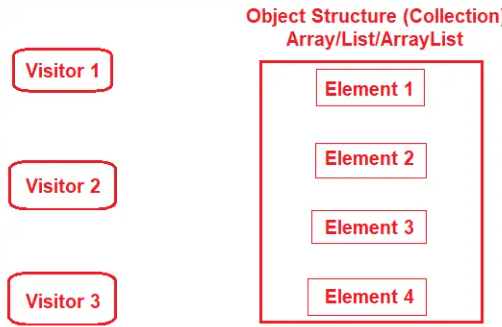 Object Structure (Collection)
Array/List/ArrayList
Visitor 1
Element 1
Visitor 2
Element 2
Element 3
Visitor 3
Element 4